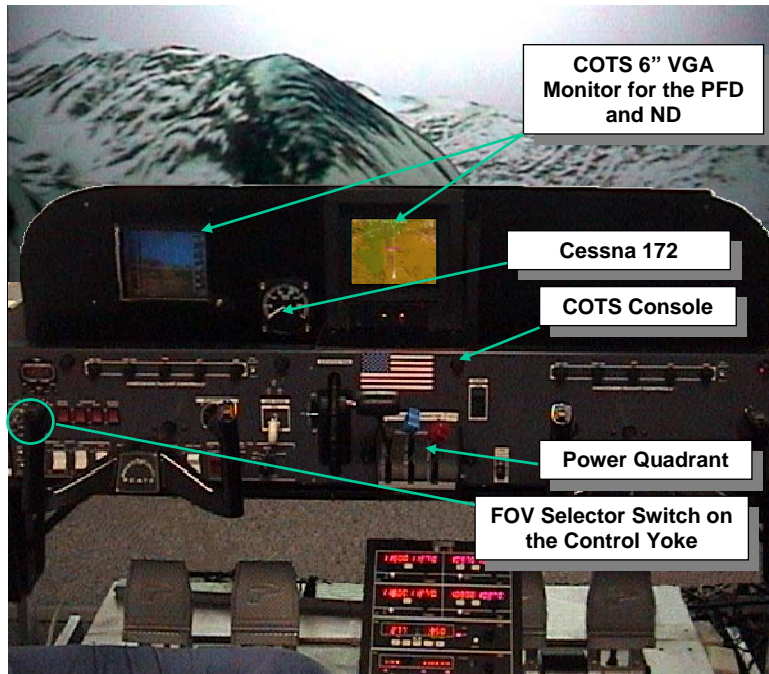 COTS 6” VGA
Monitor for the PFD
and ND
Cessna 172
COTS Console
Power Quadrant
FOV Selector Switch on
the Control Yoke